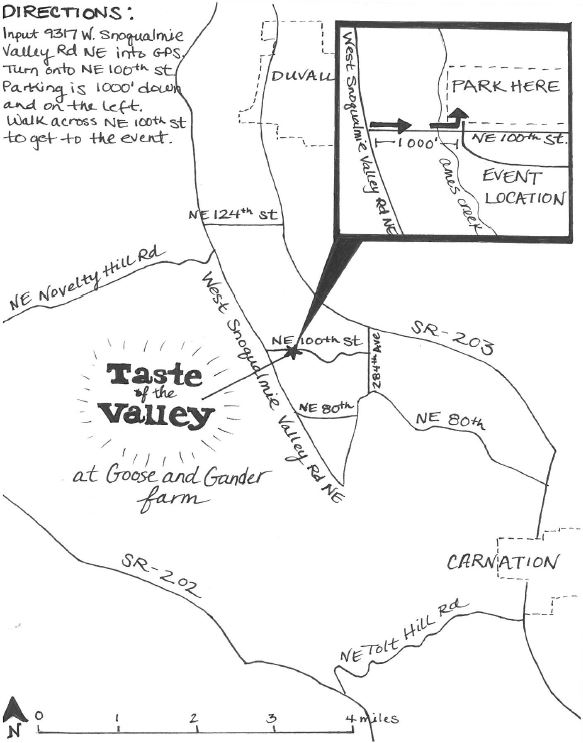 DIRECTIONS:
Input 9317 W. Snoqualmie
Valley Rd NE into GPS.
Turn onto NE 100th st.
Parking is 1000' down
and on the left.
Walk across NE 100th st
to get to the event.
DUVALL
West Snoqualmie Valley Rd NE
PARK HERE
NE 100th st.
1000'
ames creek
EVENT
LOCATION
NE 124th st
NE Novelty Hill Rd
West Snoqualmie Valley Rd NE
NE 100th st.
SR-203
284th Ave
Taste
of the
Valley
NE 80th
NE 80th
at Goose and Gander
farm
CARNATION
SR-202
NE Tolt Hill Rd
N
0 1 2 3 4 miles